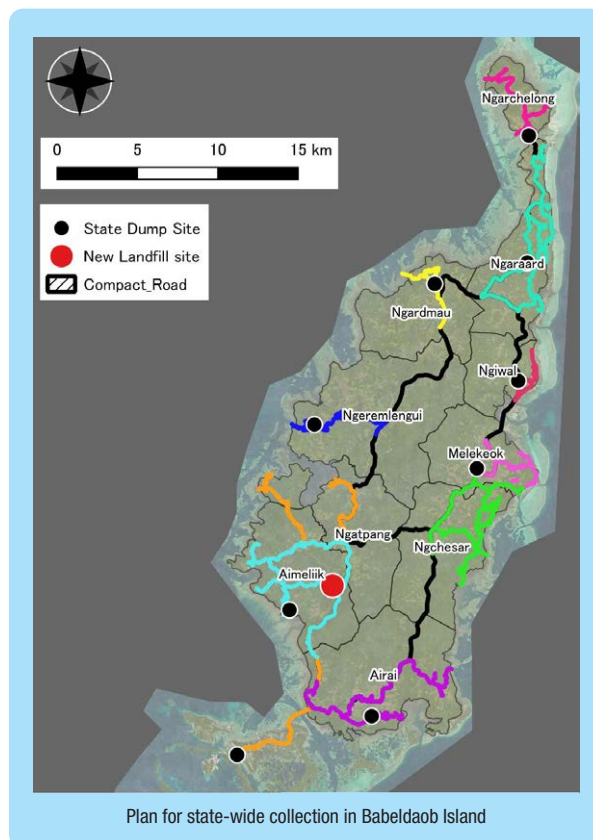 Ngarchelong
0 5 10 15 km
State Dump Site
New Landfill site
Compact_Road
Ngaraard
Ngardmau
Ngiwal
Ngeremlengui
Melekeok
Ngatpang
Ngchesar
Aimeliik
Airai
Plan for state-wide collection in Babeldaob Island